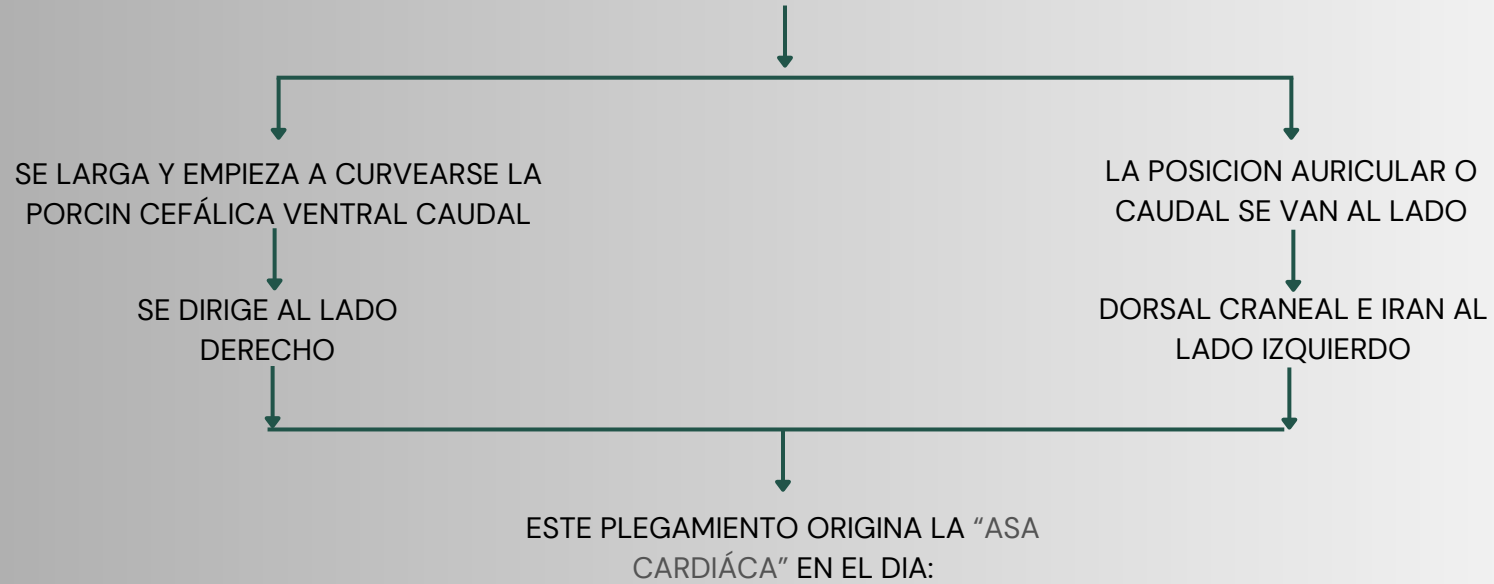 SE LARGA Y EMPIEZA A CURVEARSE LA
PORCIN CEFÁLICA VENTRAL CAUDAL
SE DIRIGE AL LADO
DERECHO
LA POSICION AURICULAR O
CAUDAL SE VAN AL LADO
DORSAL CRANEAL E IRAN AL
LADO IZQUIERDO
ESTE PLEGAMIENTO ORIGINA LA “ASA
CARDIÁCA” EN EL DIA: